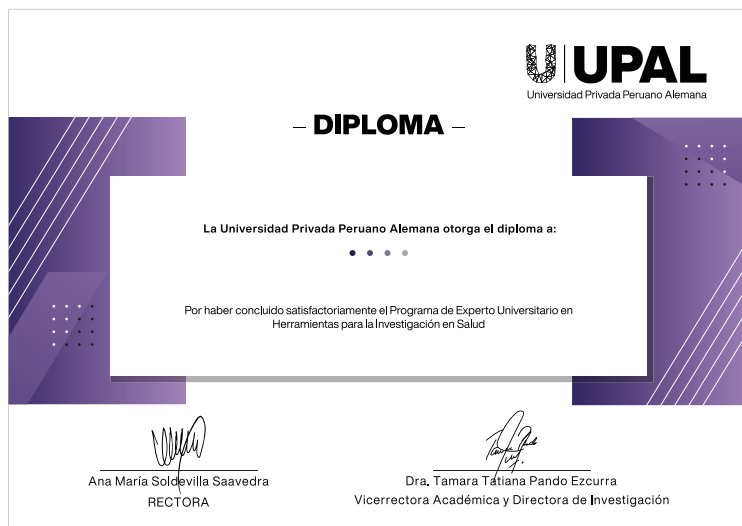 UPAL
Universidad Privada Peruano Alemana
– DIPLOMA –
La Universidad Privada Peruano Alemana otorga el diploma a:
Por haber concluido satisfactoriamente el Programa de Experto Universitario en
Herramientas para la Investigación en Salud
Ana María Soldevilla Saavedra
RECTORA
Dra. Tamara Tatiana Pando Ezcurra
Vicerrectora Académica y Directora de Investigación